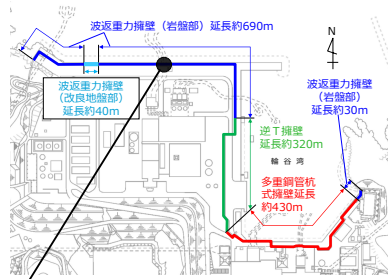 波返重力擁壁（岩盤部）延長約690m
N
波返重力擁壁
（改良地盤部）
延長約40m
波返重力擁壁
（岩盤部）
延長約30m
逆T擁壁
延長約320m
輪谷湾
多重鋼管杭
式擁壁延長
約430m